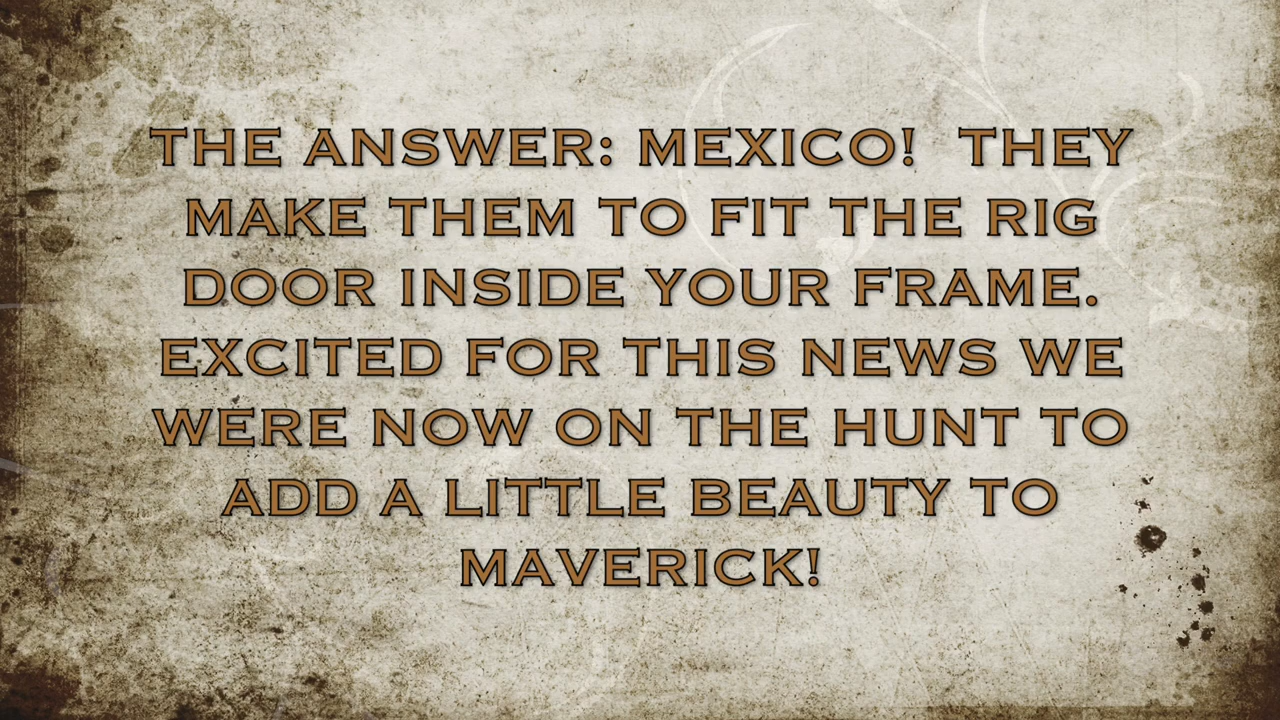 THE ANSWER: MEXICO!  THEY
MAKE THEM TO FIT THE RIG
DOOR INSIDE YOUR FRAME.
EXCITED FOR THIS NEWS WE
WERE NOW ON THE HUNT TO
ADD A LITTLE BEAUTY TO
MAVERICK!